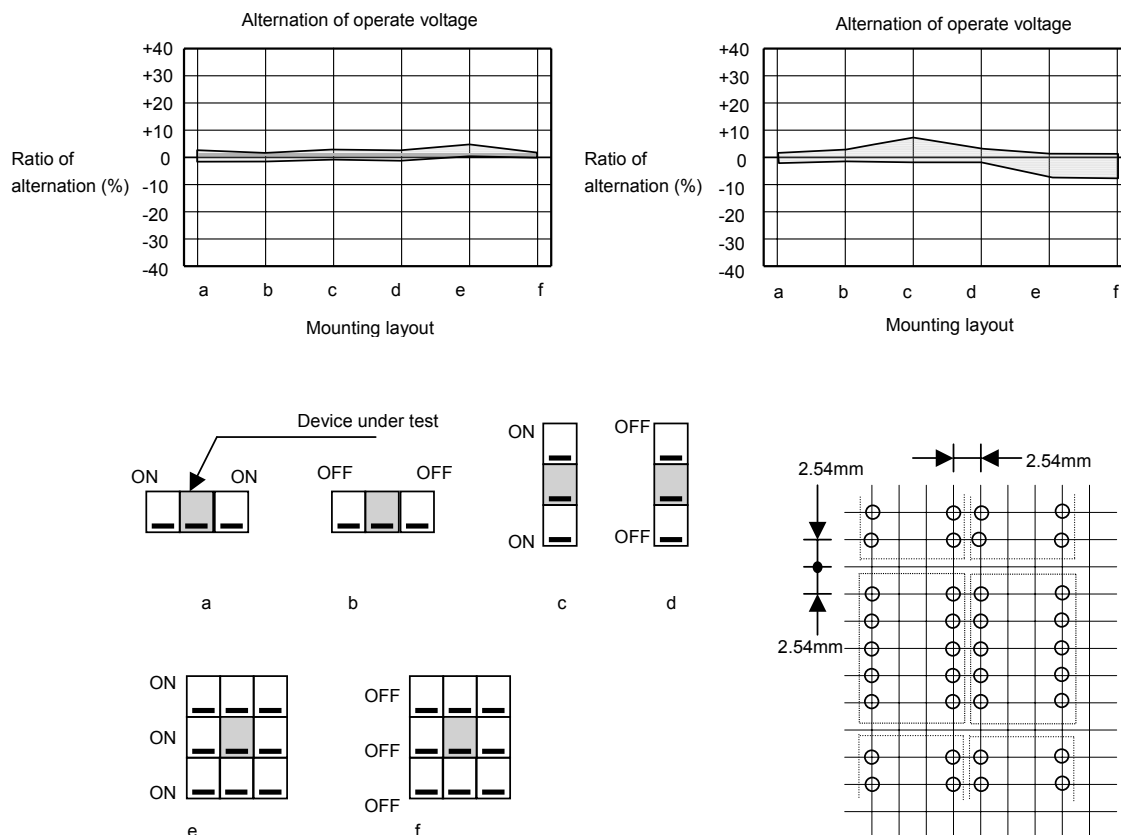 Alternation of operate voltage
+40
+30
+20
+10
0
-10
-20
-30
-40
Ratio of
alternation (%)
a b c d e f
Mounting layout
Alternation of operate voltage
+40
+30
+20
+10
0
-10
-20
-30
-40
Ratio of
alternation (%)
a b c d e f
Mounting layout
Device under test
ON ON
a
OFF OFF
b
ON
ON
c
OFF
OFF
d
ON
ON
ON
e
OFF
OFF
OFF
f
2.54mm
2.54mm
2.54mm